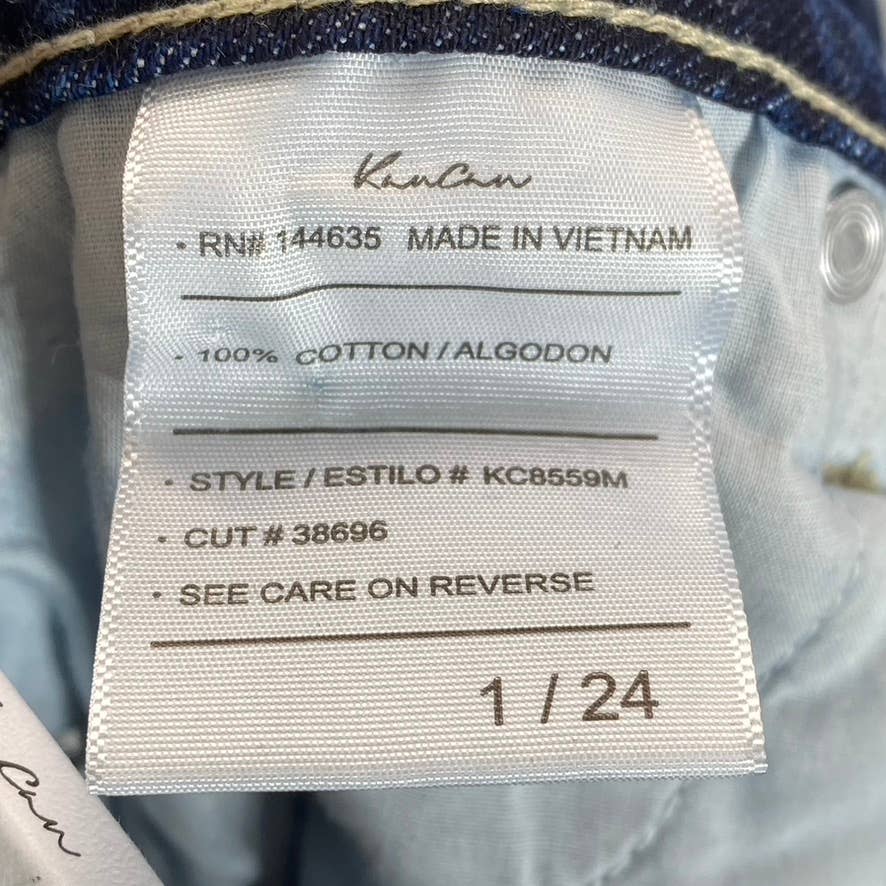 KanCan
• RN# 144635 MADE IN VIETNAM
• 100% COTTON / ALGODON
• STYLE / ESTILO # KC8559M
• CUT # 38696
• SEE CARE ON REVERSE
1 / 24
Can